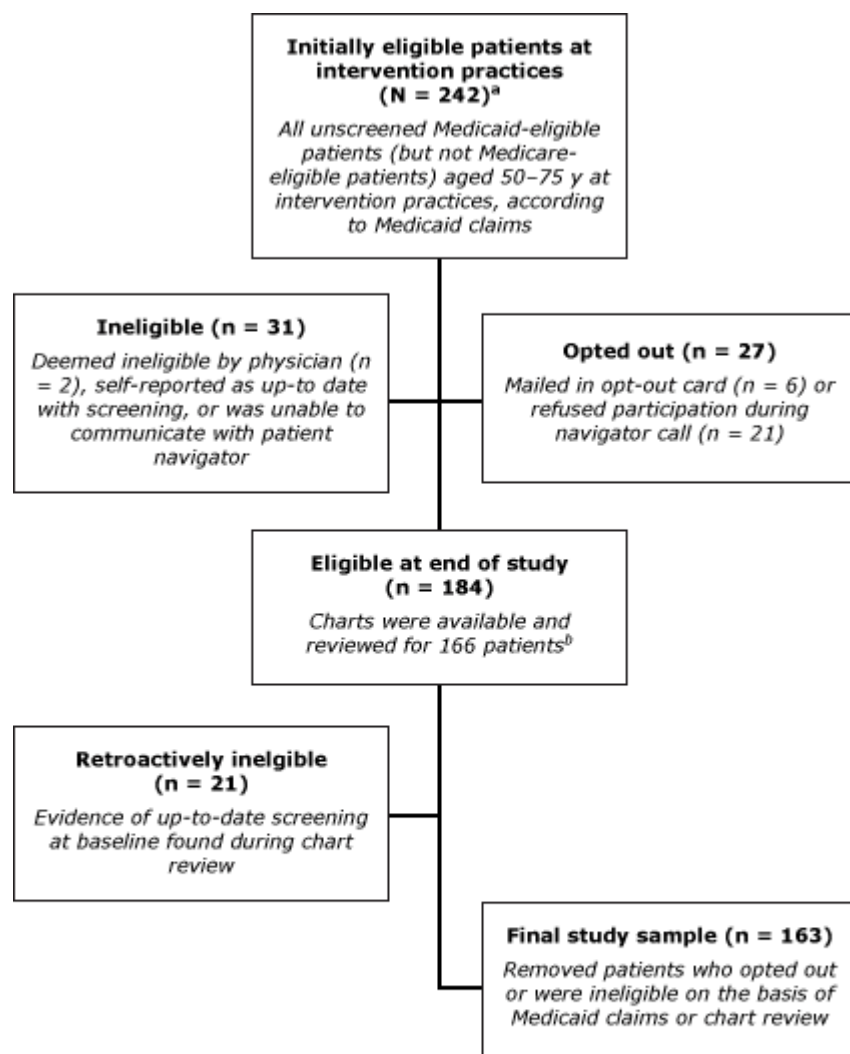 Initially eligible patients at
intervention practices
(N = 242)a
All unscreened Medicaid-eligible
patients (but not Medicare-
eligible patients) aged 50–75 y at
intervention practices, according
to Medicaid claims
Ineligible (n = 31)
Deemed ineligible by physician (n
= 2), self-reported as up-to date
with screening, or was unable to
communicate with patient
navigator
Opted out (n = 27)
Mailed in opt-out card (n = 6) or
refused participation during
navigator call (n = 21)
Eligible at end of study
(n = 184)
Charts were available and
reviewed for 166 patientsb
Retroactively inelgible
(n = 21)
Evidence of up-to-date screening
at baseline found during chart
review
Final study sample (n = 163)
Removed patients who opted out
or were ineligible on the basis of
Medicaid claims or chart review